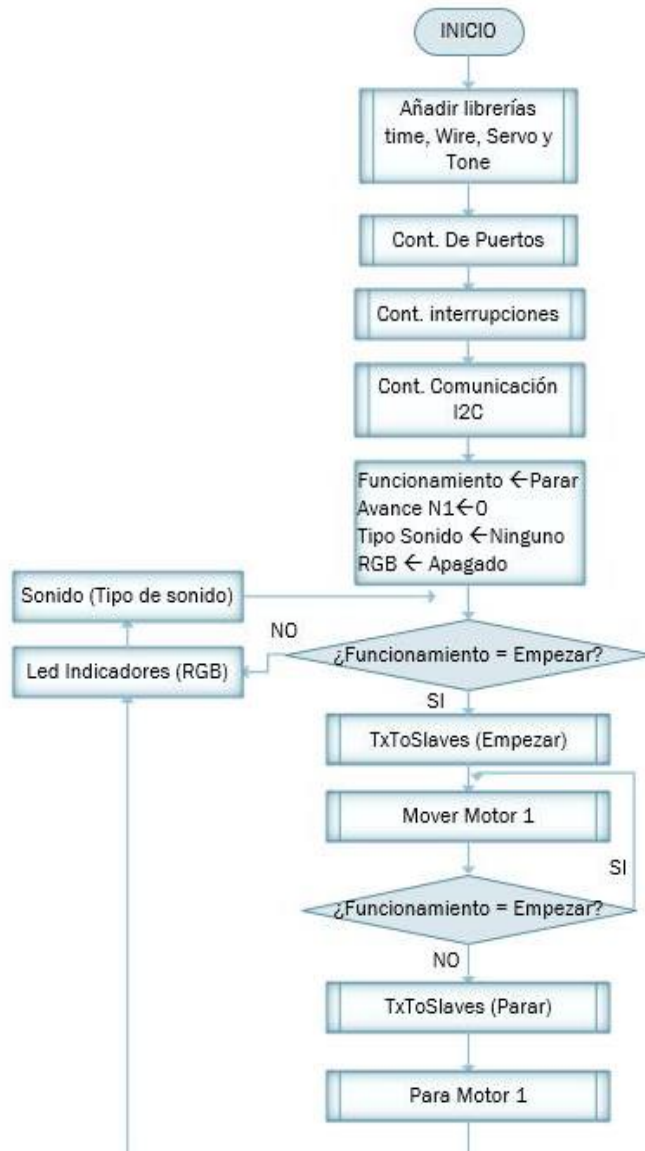 INICIO
Añadir librerías
time, Wire, Servo y
Tone
Cont. De Puertos
Cont. interrupciones
Cont. Comunicación
I2C
Funcionamiento ←Parar
Avance N1←0
Tipo Sonido ←Ninguno
RGB ← Apagado
Sonido (Tipo de sonido)
NO
¿Funcionamiento = Empezar?
Led Indicadores (RGB)
SI
TxToSlaves (Empezar)
Mover Motor 1
SI
¿Funcionamiento = Empezar?
NO
TxToSlaves (Parar)
Para Motor 1